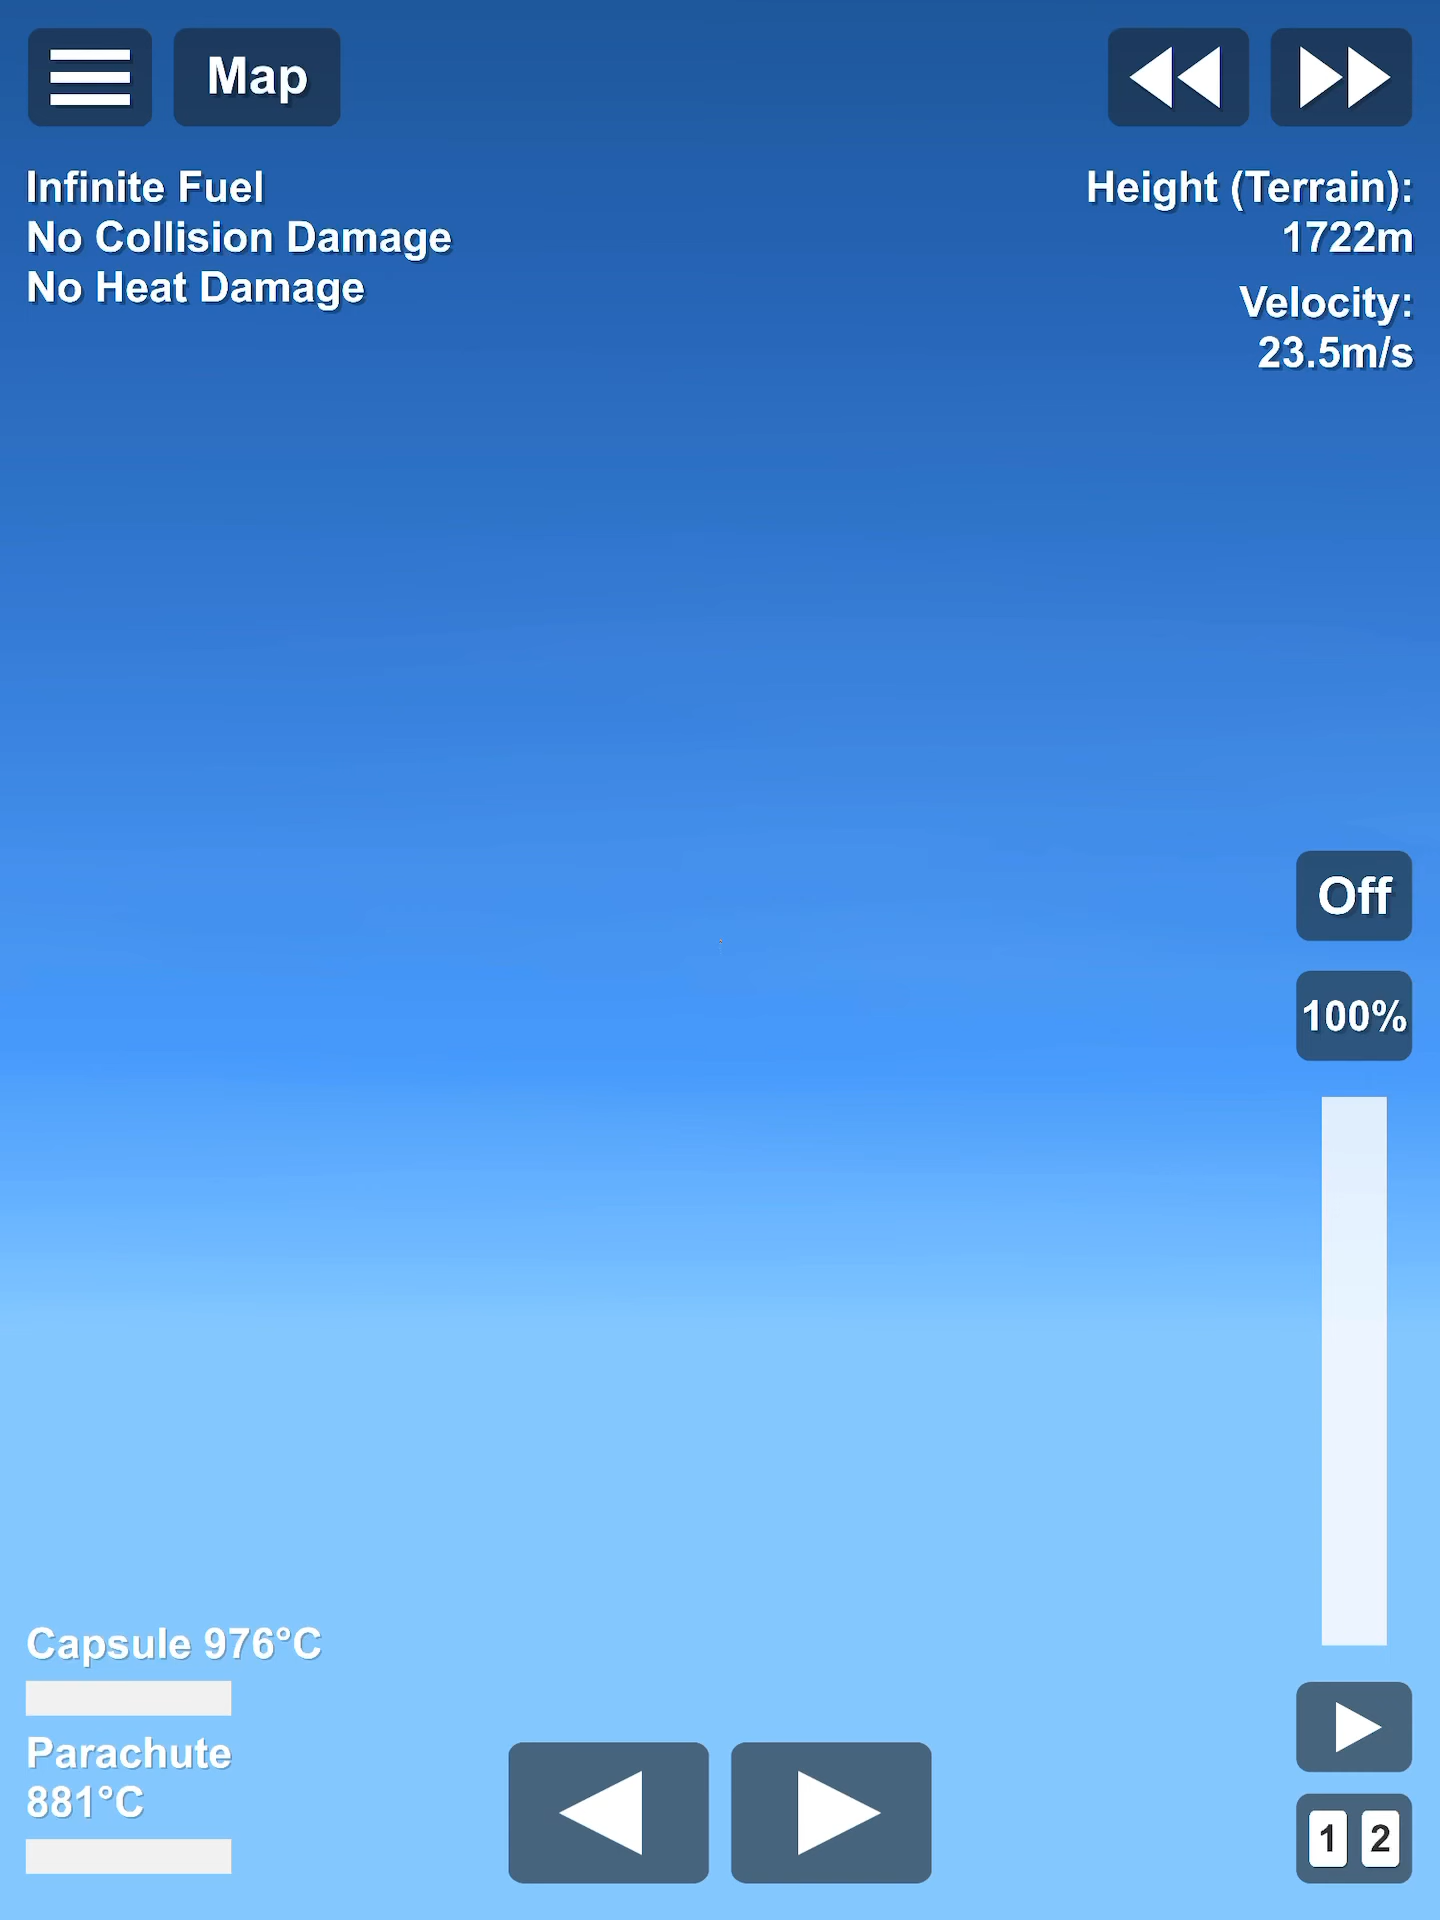 Map
Infinite Fuel
No Collision Damage
No Heat Damage
Height (Terrain):
1722m
Velocity:
23.5m/s
Off
100%
Capsule 976°C
Parachute
881°C
1 2